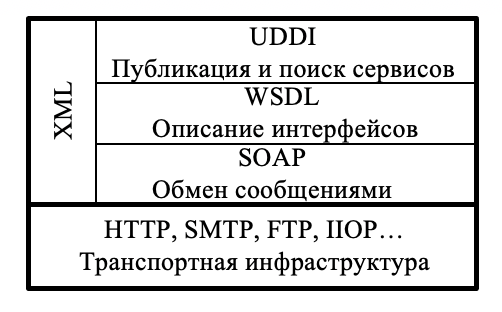 XML
UDDI
Публикация и поиск сервисов
WSDL
Описание интерфейсов
SOAP
Обмен сообщениями
HTTP, SMTP, FTP, IIOP…
Транспортная инфраструктура